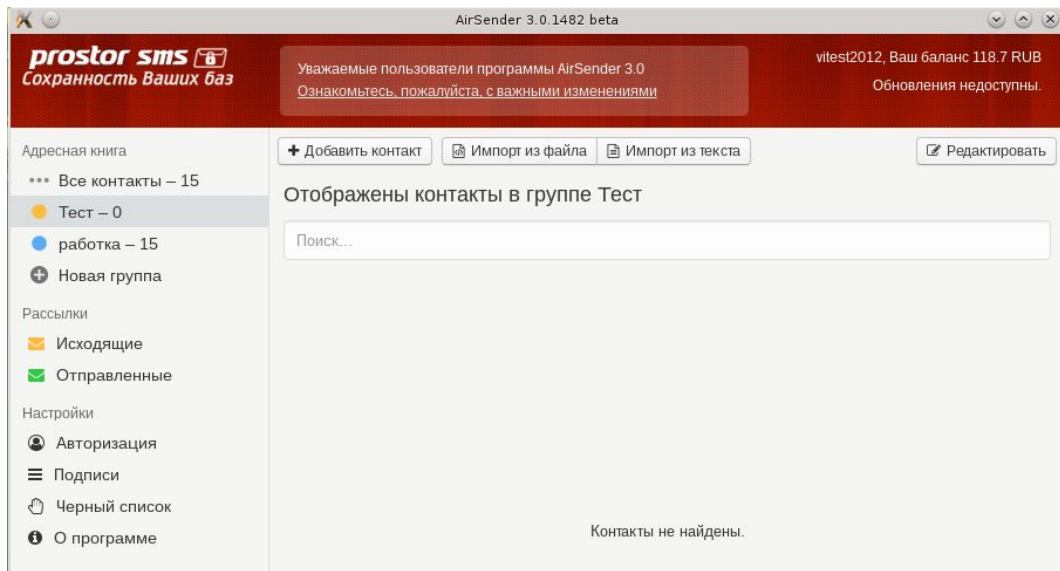 AirSender 3.0.1482 beta
prostor sms
Сохранность Ваших баз
Уважаемые пользователи программы AirSender 3.0
Ознакомьтесь, пожалуйста, с важными изменениями
vitest2012, Ваш баланс 118.7 RUB
Обновления недоступны.
Адресная книга
Все контакты – 15
Тест – 0
работка – 15
Новая группа
Рассылки
Исходящие
Отправленные
Настройки
Авторизация
Подписи
Черный список
О программе
Добавить контакт
Импорт из файла
Импорт из текста
Редактировать
Отображены контакты в группе Тест
Поиск...
Контакты не найдены.